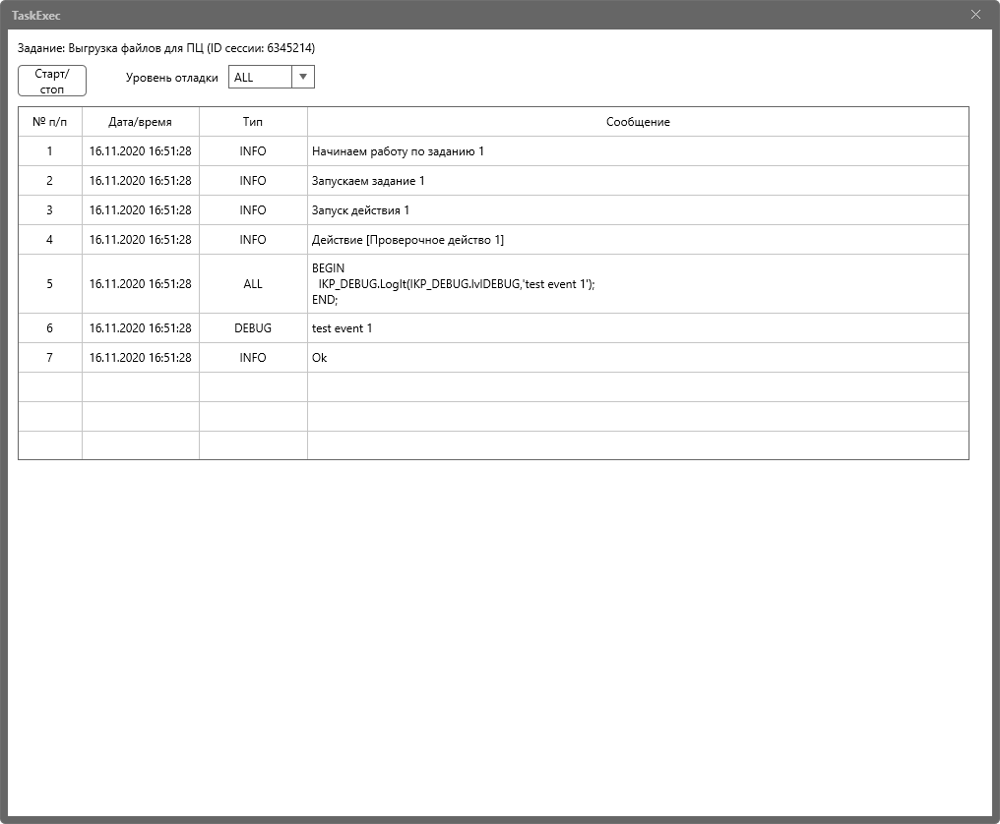 TaskExec
Задание: Выгрузка файлов для ПЦ (ID сессии: 6345214)
Старт/
стоп
Уровень отладки ALL
№ п/п Дата/время Тип Сообщение
1 16.11.2020 16:51:28 INFO Начинаем работу по заданию 1
2 16.11.2020 16:51:28 INFO Запускаем задание 1
3 16.11.2020 16:51:28 INFO Запуск действия 1
4 16.11.2020 16:51:28 INFO Действие [Проверочное действо 1]
5 16.11.2020 16:51:28 ALL BEGIN
IKP_DEBUG.LogIt(IKP_DEBUG.lvlDEBUG,'test event 1');
END;
6 16.11.2020 16:51:28 DEBUG test event 1
7 16.11.2020 16:51:28 INFO Ok